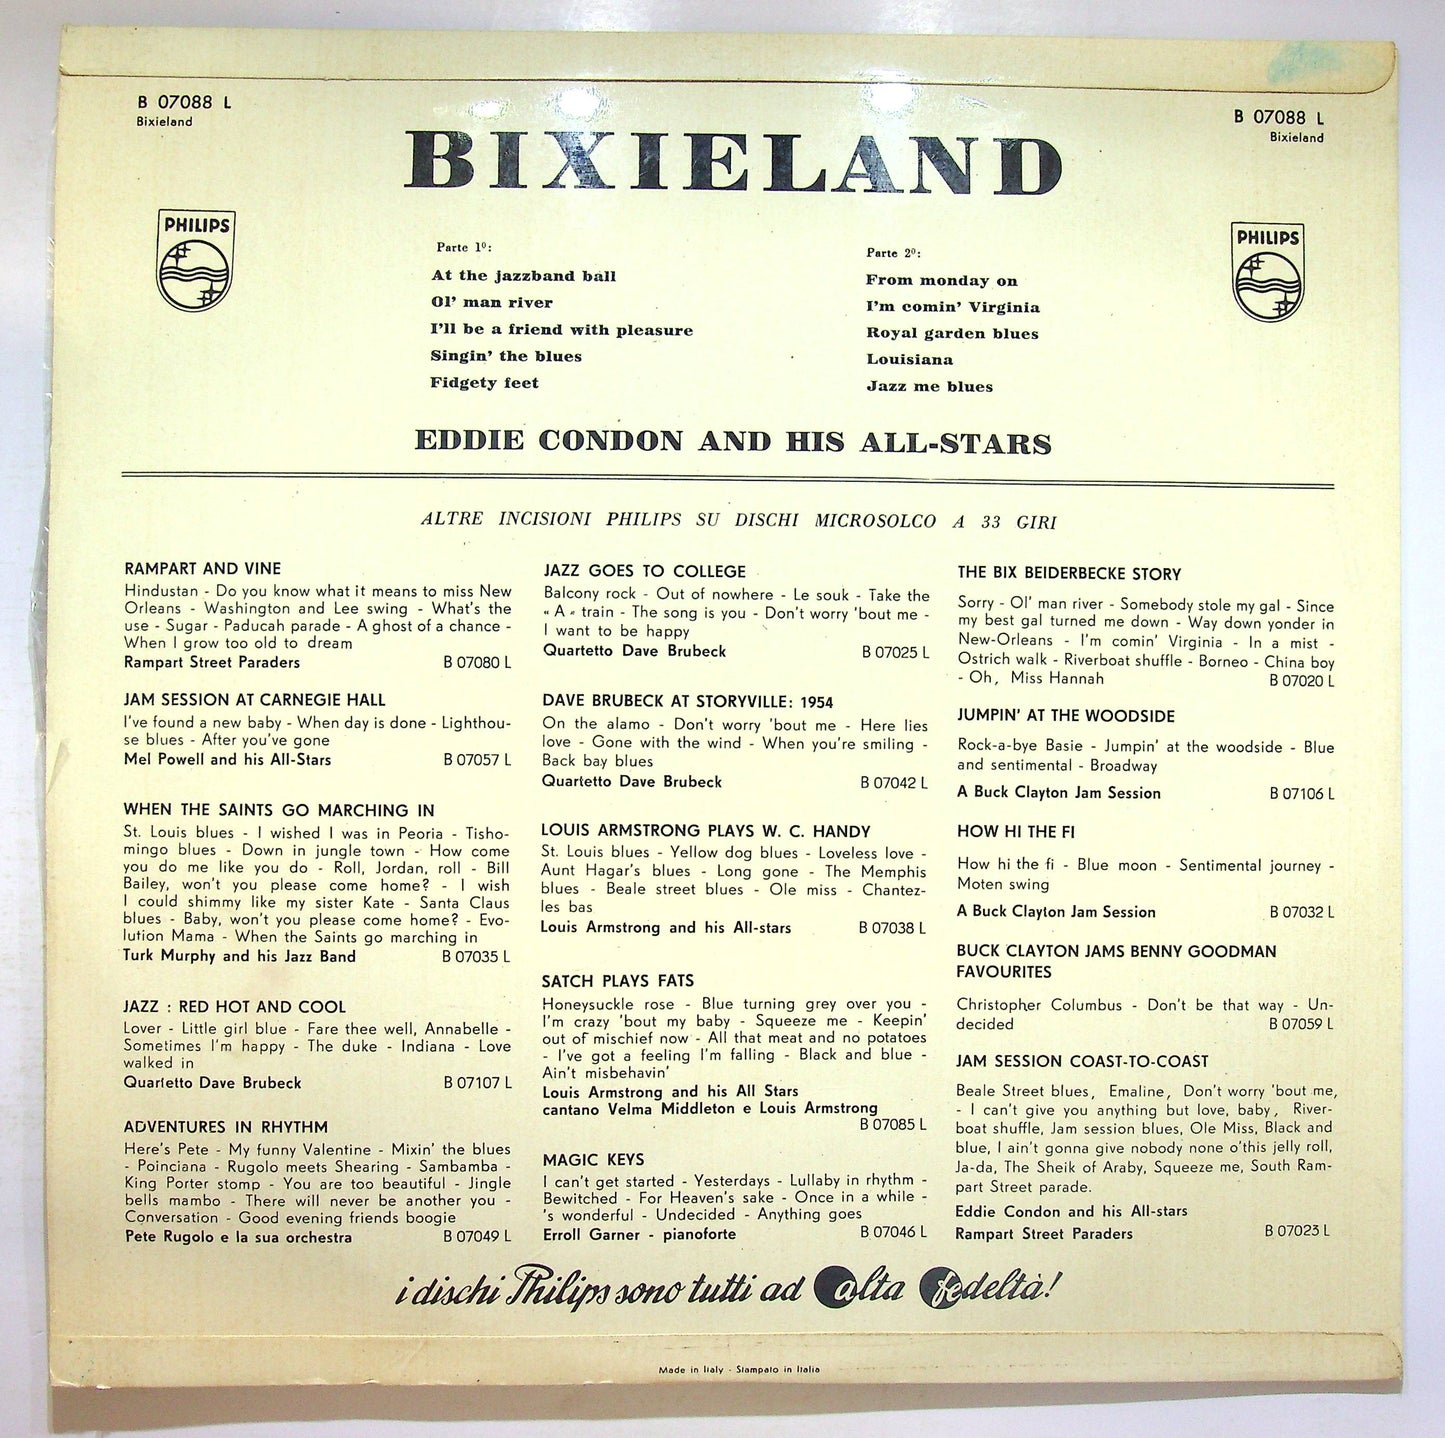 B 07088 L
Bixieland
B 07088 L
Bixieland
BIXIELAND
PHILIPS
PHILIPS
Parte 1º:
At the jazzband ball
Ol' man river
I'll be a friend with pleasure
Singin' the blues
Fidgety feet
Parte 2º:
From monday on
I'm comin' Virginia
Royal garden blues
Louisiana
Jazz me blues
EDDIE CONDON AND HIS ALL-STARS
ALTRE INCISIONI PHILIPS SU DISCHI MICROSOLCO A 33 GIRI
RAMPART AND VINE
Hindustan - Do you know what it means to miss New
Orleans - Washington and Lee swing - What's the
use - Sugar - Paducah parade - A ghost of a chance -
When I grow too old to dream
Rampart Street Paraders B 07080 L
JAM SESSION AT CARNEGIE HALL
I've found a new baby - When day is done - Lighthou-
se blues - After you've gone
Mel Powell and his All-Stars B 07057 L
WHEN THE SAINTS GO MARCHING IN
St. Louis blues - I wished I was in Peoria - Tisho-
mingo blues - Down in jungle town - How come
you do me like you do - Roll, Jordan, roll - Bill
Bailey, won't you please come home? - I wish
I could shimmy like my sister Kate - Santa Claus
blues - Baby, won't you please come home? - Evo-
lution Mama - When the Saints go marching in
Turk Murphy and his Jazz Band B 07035 L
JAZZ : RED HOT AND COOL
Lover - Little girl blue - Fare thee well, Annabelle -
Sometimes I'm happy - The duke - Indiana - Love
walked in
Quartetto Dave Brubeck B 07107 L
ADVENTURES IN RHYTHM
Here's Pete - My funny Valentine - Mixin' the blues
- Poinciana - Rugolo meets Shearing - Sambamba -
King Porter stomp - You are too beautiful - Jingle
bells mambo - There will never be another you -
Conversation - Good evening friends boogie
Pete Rugolo e la sua orchestra B 07049 L
JAZZ GOES TO COLLEGE
Balcony rock - Out of nowhere - Le souk - Take the
« A « train - The song is you - Don't worry 'bout me -
I want to be happy
Quartetto Dave Brubeck B 07025 L
DAVE BRUBECK AT STORYVILLE: 1954
On the alamo - Don't worry 'bout me - Here lies
love - Gone with the wind - When you're smiling -
Back bay blues
Quartetto Dave Brubeck B 07042 L
LOUIS ARMSTRONG PLAYS W. C. HANDY
St. Louis blues - Yellow dog blues - Loveless love -
Aunt Hagar's blues - Long gone - The Memphis
blues - Beale street blues - Ole miss - Chantez-
les bas
Louis Armstrong and his All-stars B 07038 L
SATCH PLAYS FATS
Honeysuckle rose - Blue turning grey over you -
I'm crazy 'bout my baby - Squeeze me - Keepin'
out of mischief now - All that meat and no potatoes
- I've got a feeling I'm falling - Black and blue -
Ain't misbehavin'
Louis Armstrong and his All Stars
cantano Velma Middleton e Louis Armstrong
B 07085 L
MAGIC KEYS
I can't get started - Yesterdays - Lullaby in rhythm -
Bewitched - For Heaven's sake - Once in a while -
's wonderful - Undecided - Anything goes
Erroll Garner - pianoforte B 07046 L
THE BIX BEIDERBECKE STORY
Sorry - Ol' man river - Somebody stole my gal - Since
my best gal turned me down - Way down yonder in
New-Orleans - I'm comin' Virginia - In a mist -
Ostrich walk - Riverboat shuffle - Borneo - China boy
- Oh, Miss Hannah B 07020 L
JUMPIN' AT THE WOODSIDE
Rock-a-bye Basie - Jumpin' at the woodside - Blue
and sentimental - Broadway
A Buck Clayton Jam Session B 07106 L
HOW HI THE FI
How hi the fi - Blue moon - Sentimental journey -
Moten swing
A Buck Clayton Jam Session B 07032 L
BUCK CLAYTON JAMS BENNY GOODMAN
FAVOURITES
Christopher Columbus - Don't be that way - Un-
decided B 07059 L
JAM SESSION COAST-TO-COAST
Beale Street blues, Emaline, Don't worry 'bout me,
- I can't give you anything but love, baby, River-
boat shuffle, Jam session blues, Ole Miss, Black and
blue, I ain't gonna give nobody none o'this jelly roll,
Ja-da, The Sheik of Araby, Squeeze me, South Ram-
part Street parade.
Eddie Condon and his All-stars
Rampart Street Paraders B 07023 L
i dischi Philips sono tutti ad alta fedeltà!
Made in Italy - Stampato in Italia